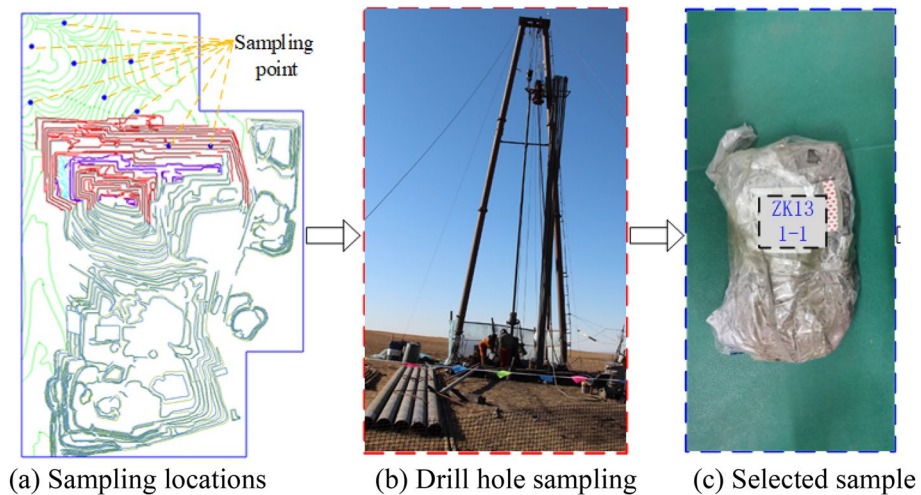 Sampling
point
ZK13
1-1
(a) Sampling locations
(b) Drill hole sampling
(c) Selected sample